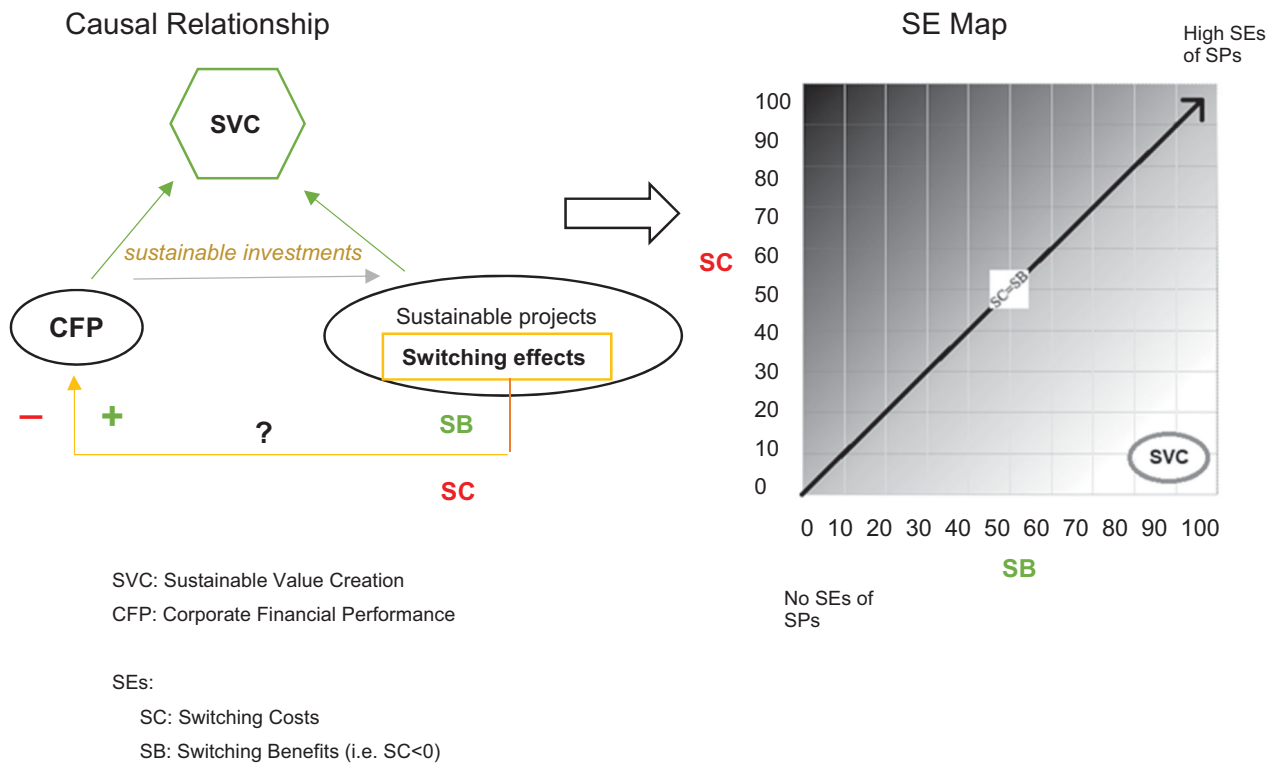 Causal Relationship
SVC
sustainable investments
CFP
Sustainable projects
Switching effects
−
+
?
SB
SC
SVC: Sustainable Value Creation
CFP: Corporate Financial Performance
SEs:
SC: Switching Costs
SB: Switching Benefits (i.e. SC<0)
SE Map
High SEs
of SPs
100
90
80
70
60
50
40
30
20
10
0
SC
SC=SB
SVC
0 10 20 30 40 50 60 70 80 90 100
SB
No SEs of
SPs